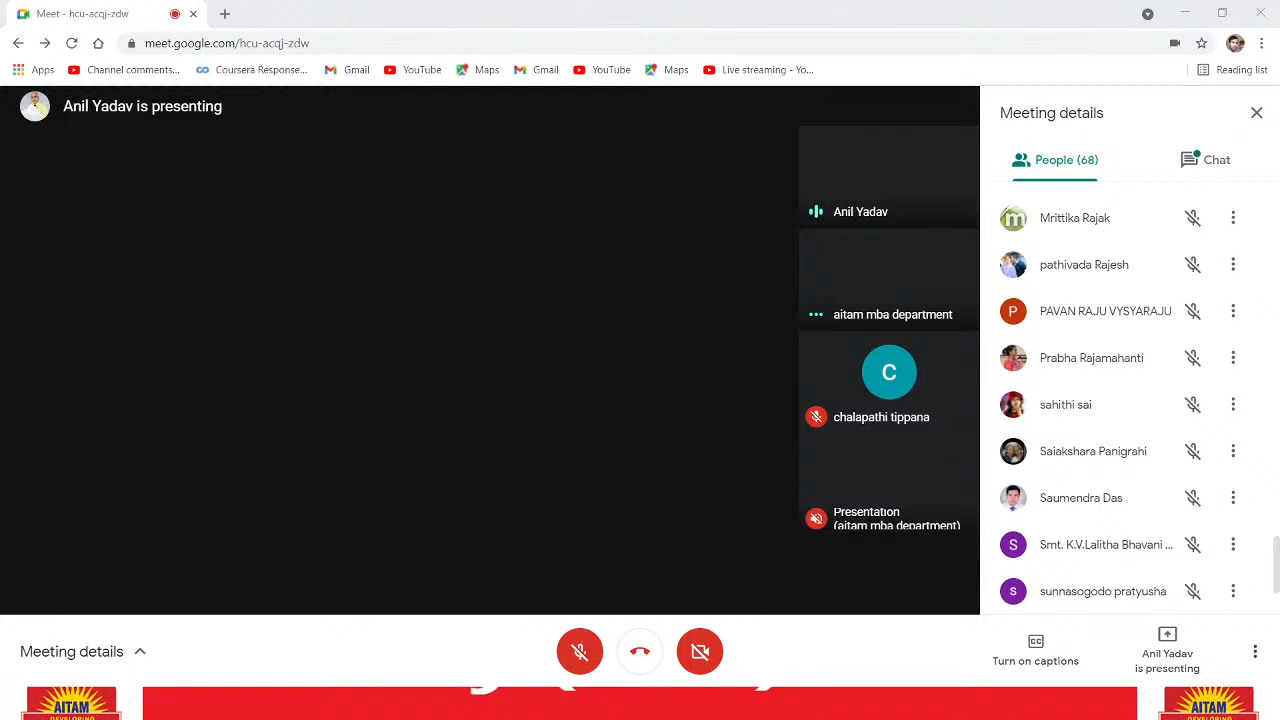 Meet - hcu-acqj-zdw
meet.google.com/hcu-acqj-zdw
Apps
Channel comments...
Coursera Response...
Gmail
YouTube
Maps
Gmail
YouTube
Maps
Live streaming - Yo...
Reading list
Anil Yadav is presenting
Meeting details
People (68)
Chat
Anil Yadav
aitam mba department
C
chalapathi tippana
Presentation
(aitam mba department)
m
Mrittika Rajak
pathivada Rajesh
P
PAVAN RAJU VYSYARAJU
Prabha Rajamahanti
sahithi sai
Saiakshara Panigrahi
Saumendra Das
S
Smt. K.V.Lalitha Bhavani ...
s
sunnasogodo pratyusha
Meeting details
CC
Turn on captions
Anil Yadav
is presenting
AITAM
DEVELOPING
AITAM
DEVELOPING